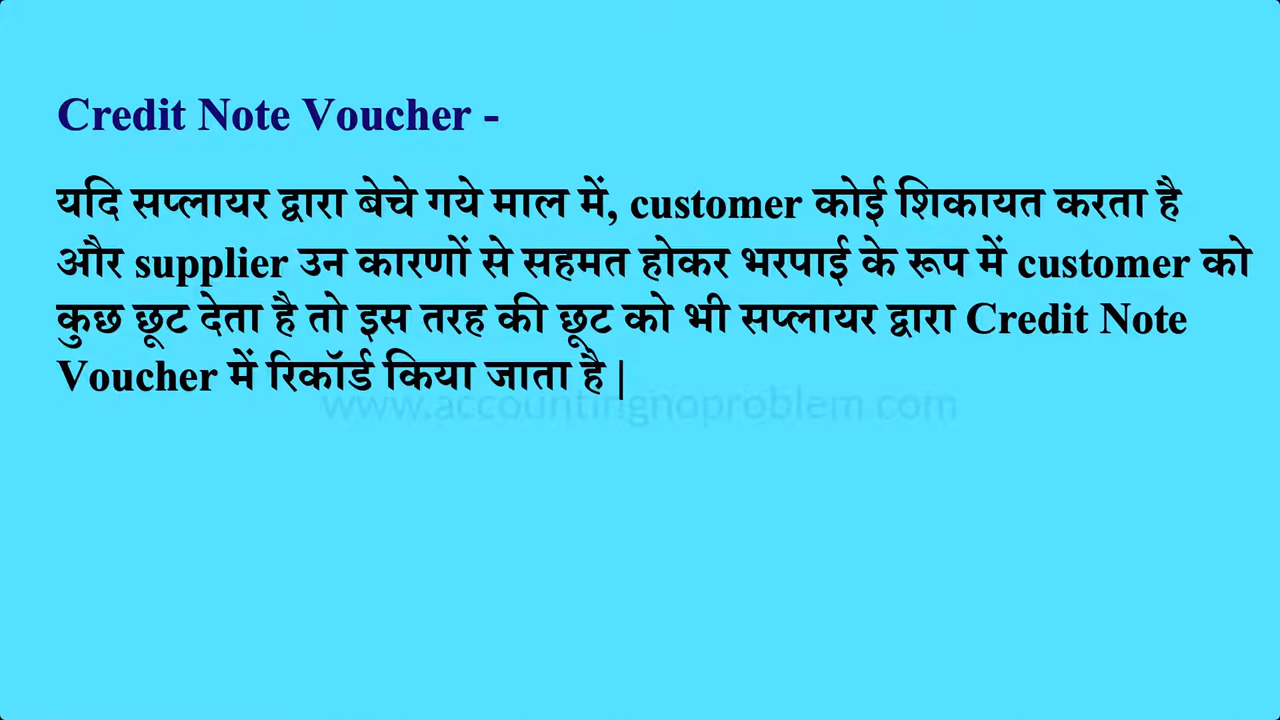 Credit Note Voucher -
यदि सप्लायर द्वारा बेचे गये माल में, customer कोई शिकायत करता है
और supplier उन कारणों से सहमत होकर भरपाई के रूप में customer को
कुछ छूट देता है तो इस तरह की छूट को भी सप्लायर द्वारा Credit Note
Voucher में रिकॉर्ड किया जाता है |
www.accountingnoproblem.com